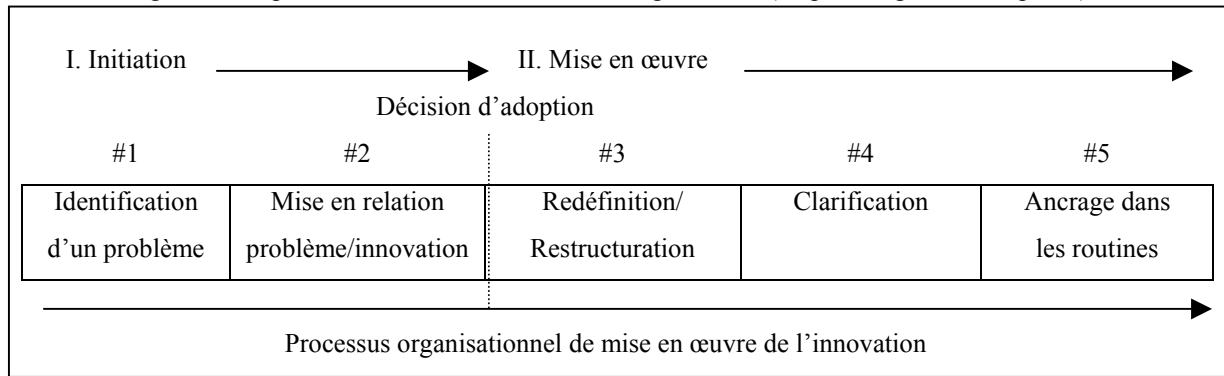 I. Initiation II. Mise en œuvre
Décision d’adoption
#1 #2 #3 #4 #5
Identification Mise en relation Redéfinition/ Clarification Ancrage dans
d’un problème problème/innovation Restructuration les routines
Processus organisationnel de mise en œuvre de l’innovation